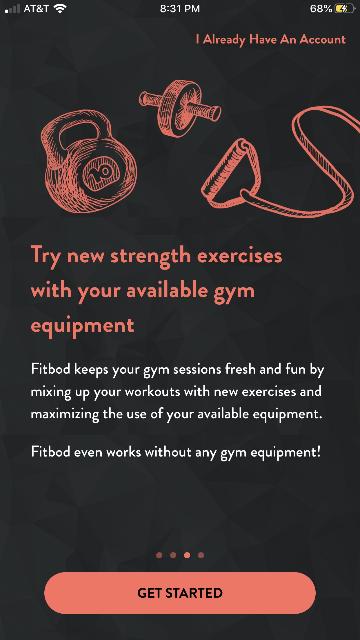 AT&T 8:31 PM 68%
I Already Have An Account
Try new strength exercises
with your available gym
equipment
Fitbod keeps your gym sessions fresh and fun by
mixing up your workouts with new exercises and
maximizing the use of your available equipment.
Fitbod even works without any gym equipment!
GET STARTED